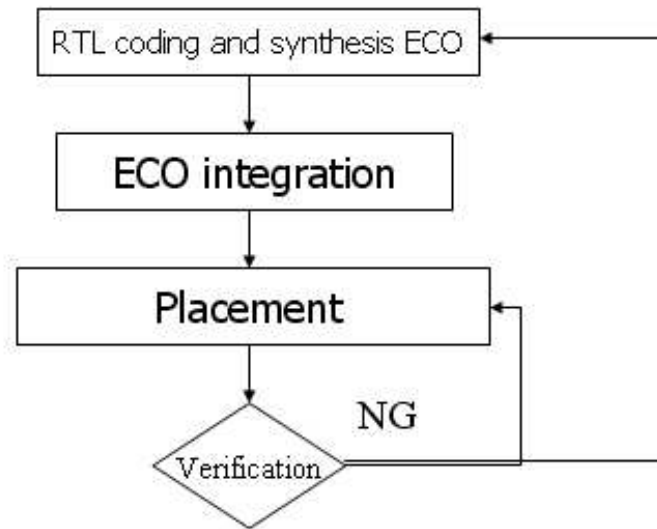 RTL coding and synthesis ECO
ECO integration
Placement
NG
Verification